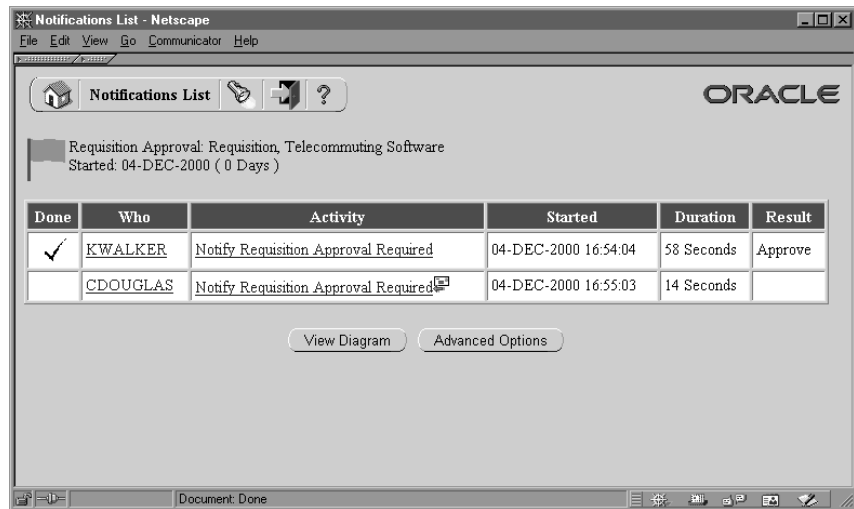 Notifications List - Netscape
File Edit View Go Communicator Help
Notifications List ?
ORACLE
Requisition Approval: Requisition, Telecommuting Software
Started: 04-DEC-2000 ( 0 Days )
Done Who Activity Started Duration Result
KWALKER Notify Requisition Approval Required 04-DEC-2000 16:54:04 58 Seconds Approve
CDOUGLAS Notify Requisition Approval Required 04-DEC-2000 16:55:03 14 Seconds
View Diagram Advanced Options
Document: Done